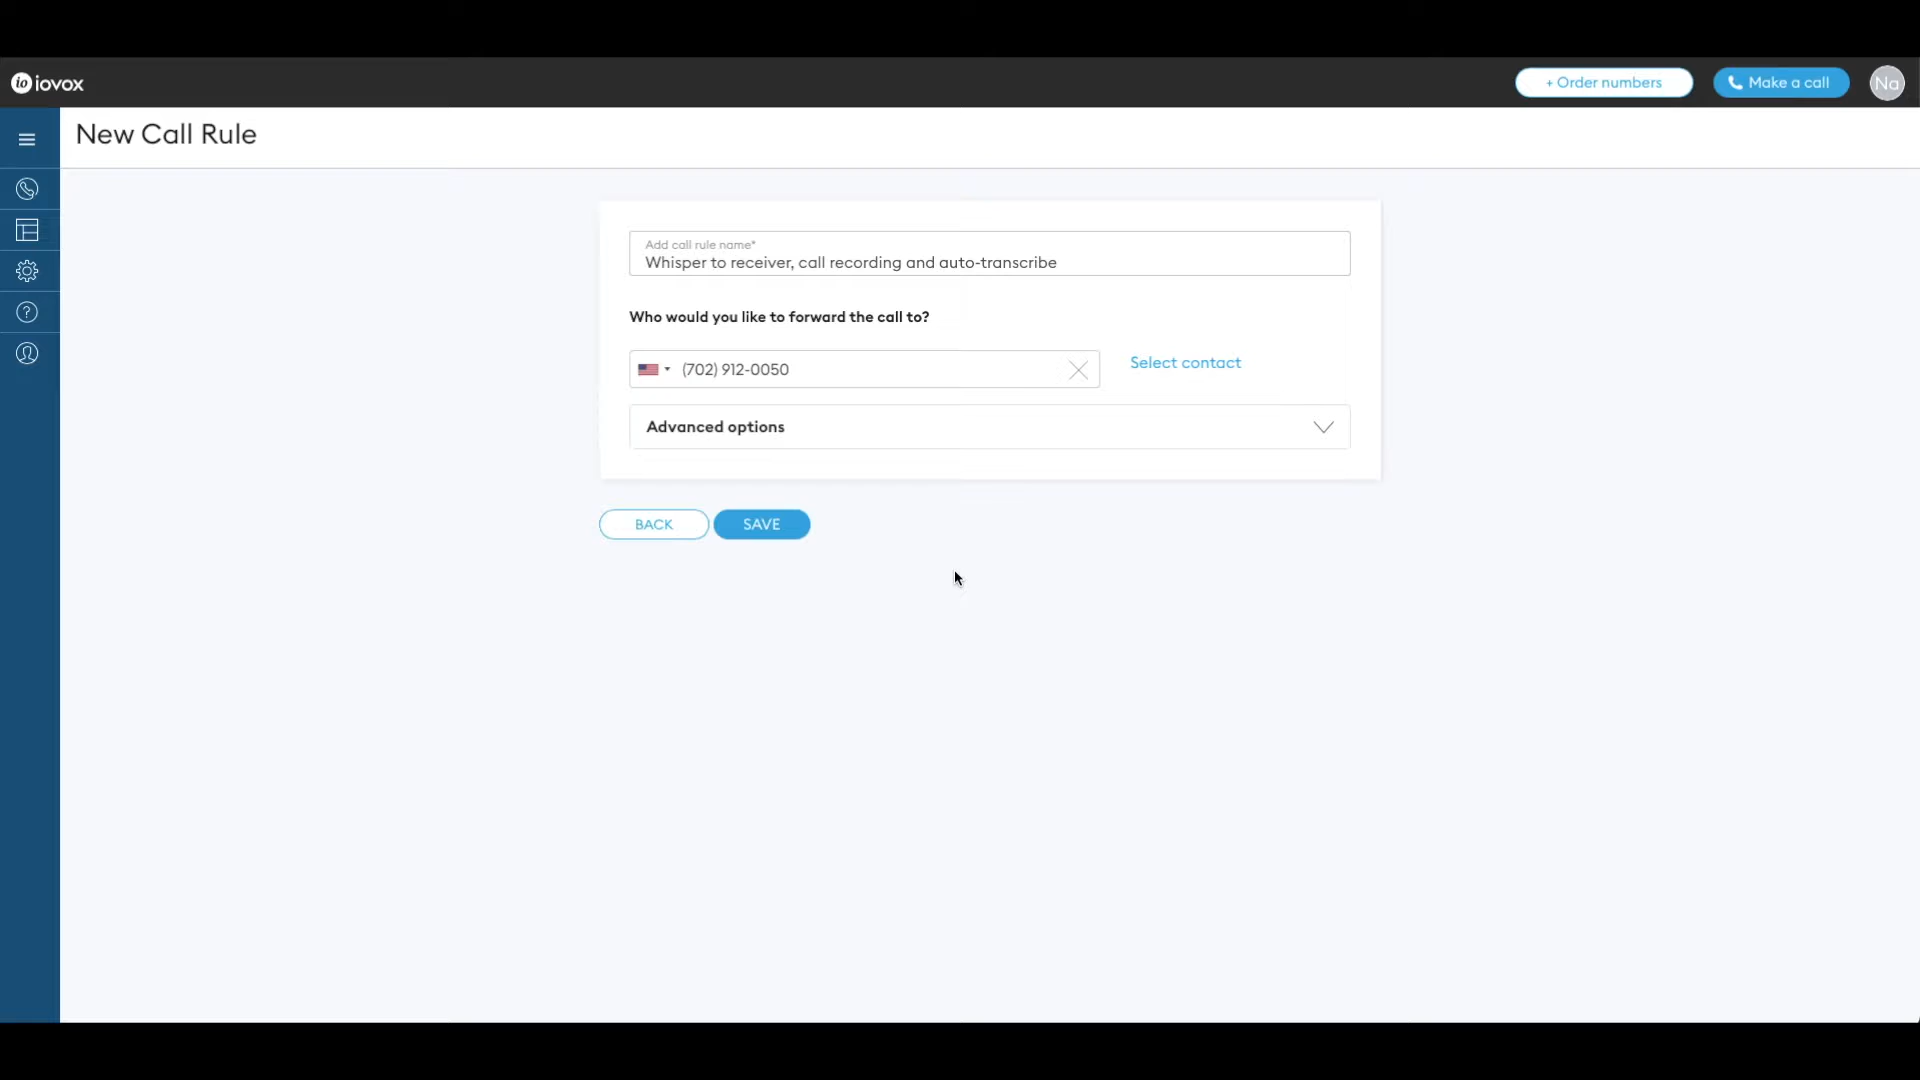 io iovox
+ Order numbers
Make a call
Na
New Call Rule
Add call rule name*
Whisper to receiver, call recording and auto-transcribe
Who would you like to forward the call to?
(702) 912-0050
Select contact
Advanced options
BACK
SAVE